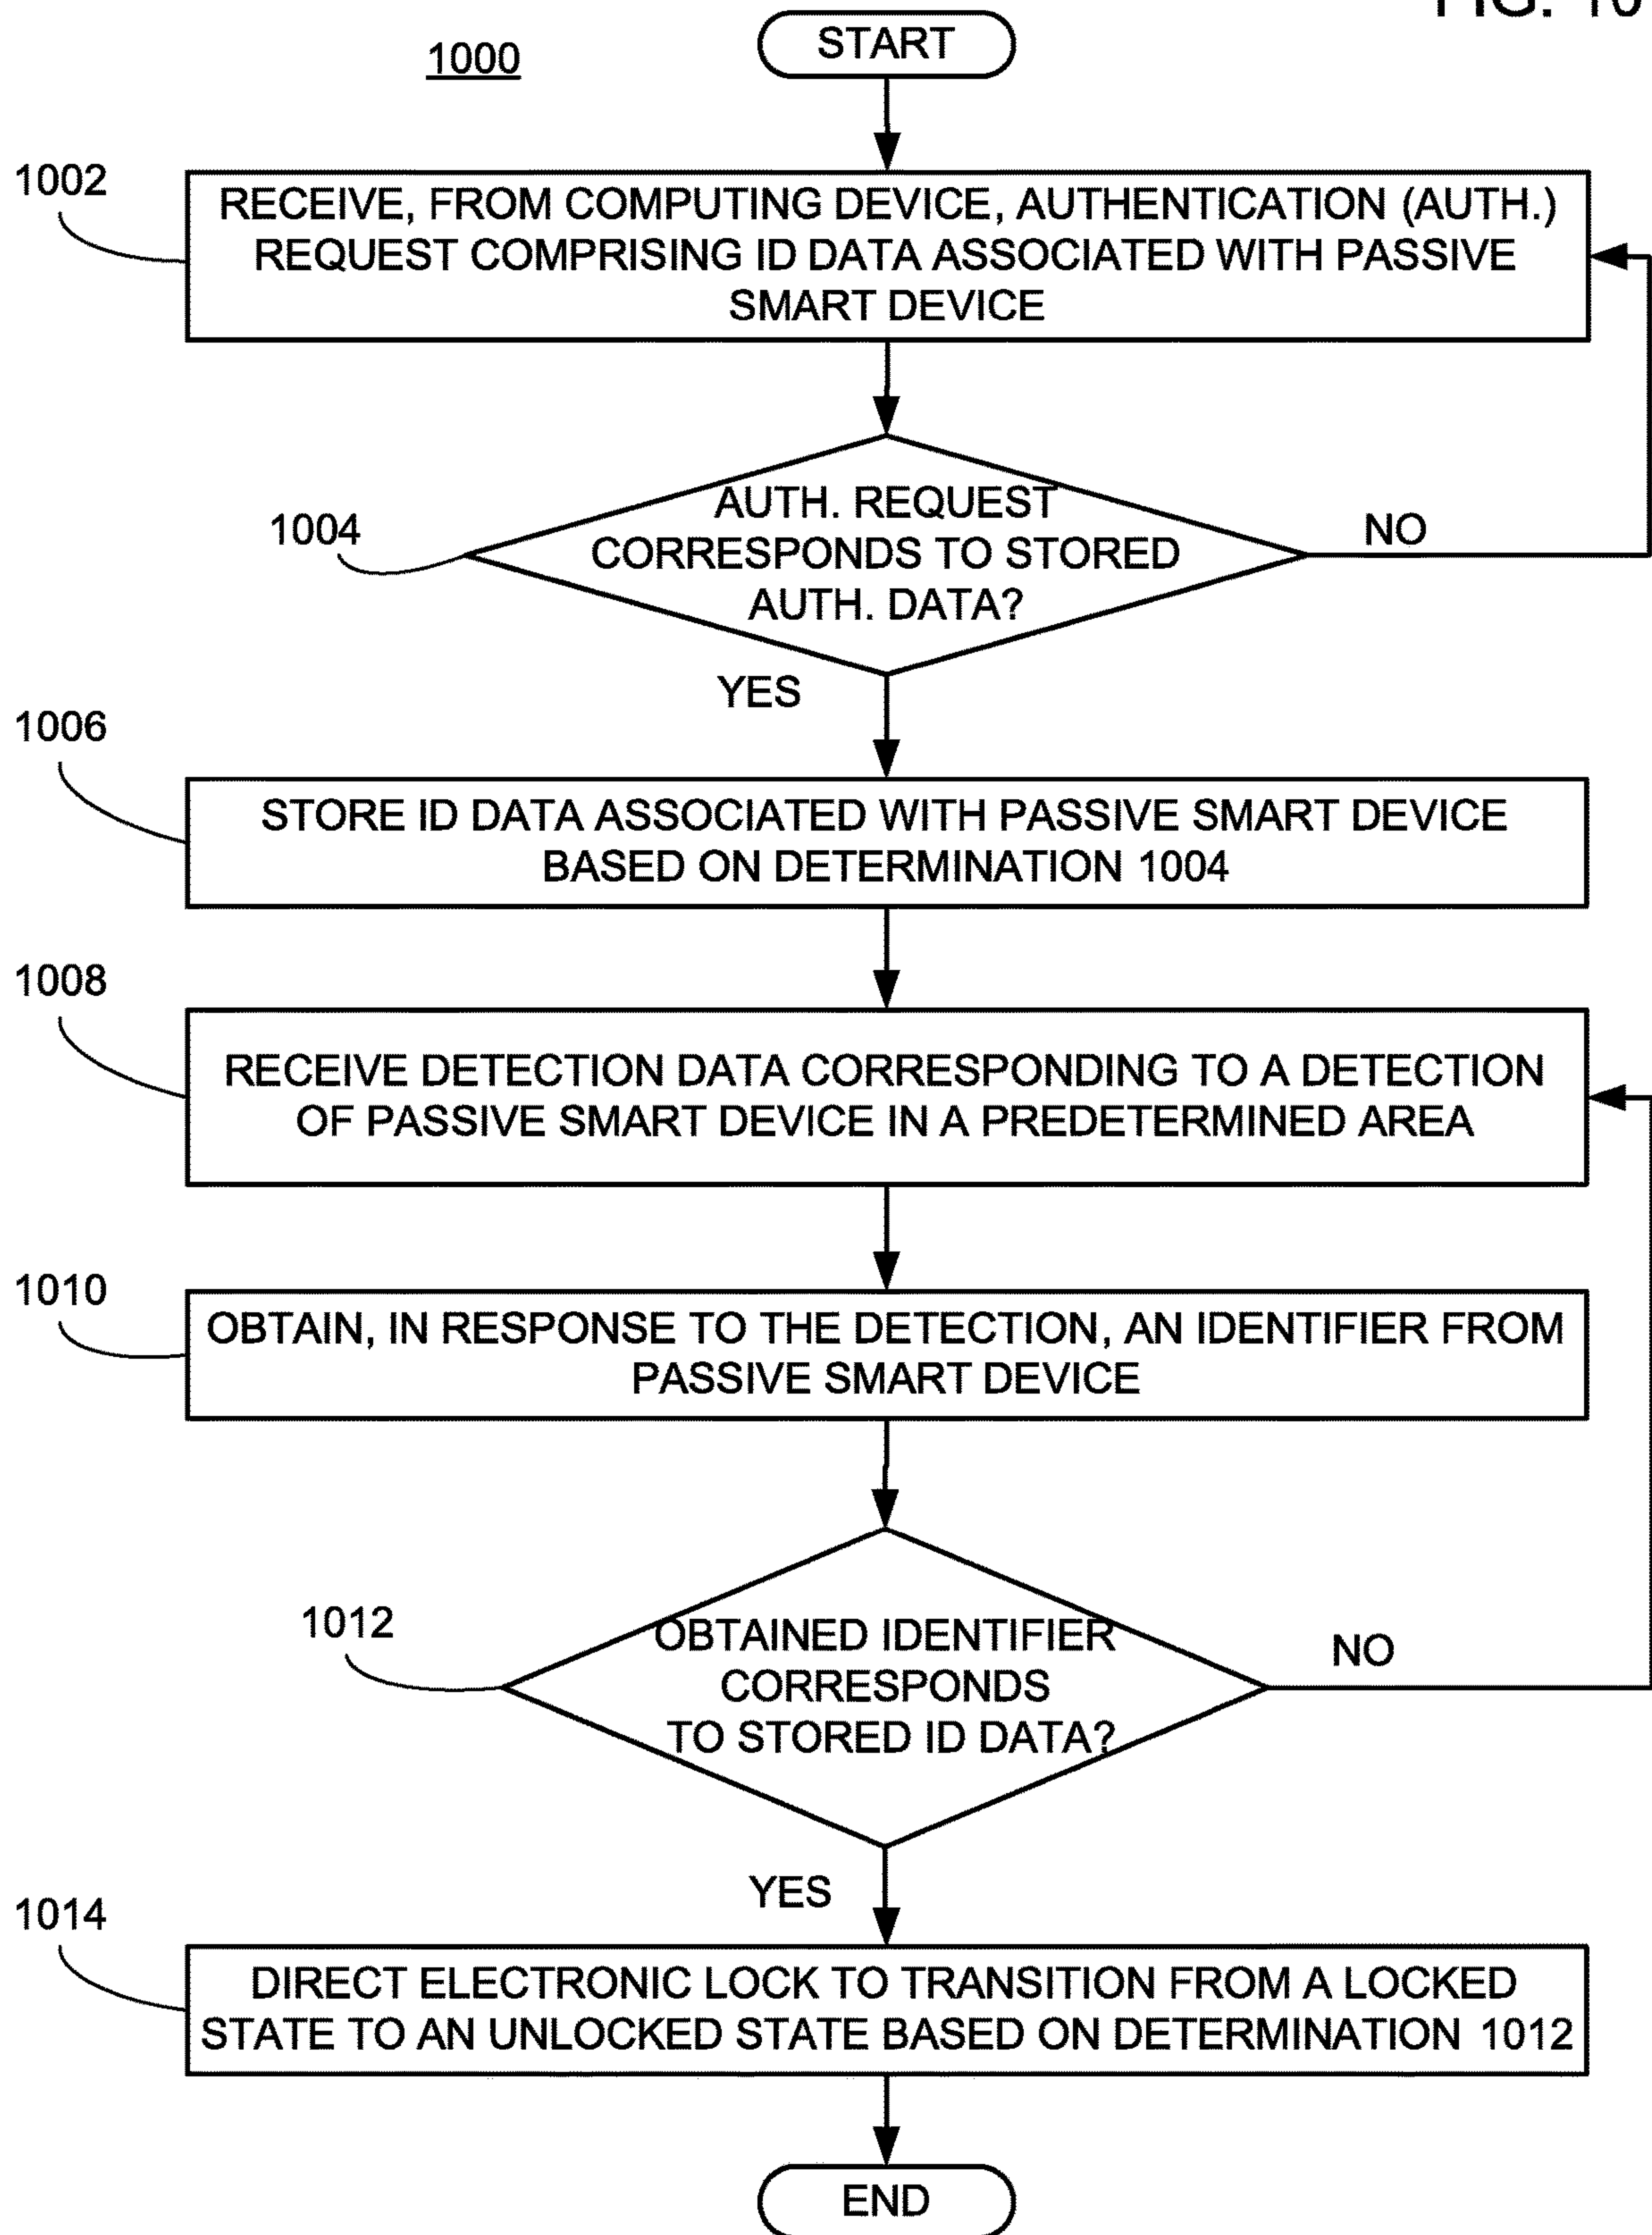 FIG. 10
1000
START
1002
RECEIVE, FROM COMPUTING DEVICE, AUTHENTICATION (AUTH.)
REQUEST COMPRISING ID DATA ASSOCIATED WITH PASSIVE
SMART DEVICE
1004
AUTH. REQUEST
CORRESPONDS TO STORED
AUTH. DATA?
NO
YES
1006
STORE ID DATA ASSOCIATED WITH PASSIVE SMART DEVICE
BASED ON DETERMINATION 1004
1008
RECEIVE DETECTION DATA CORRESPONDING TO A DETECTION
OF PASSIVE SMART DEVICE IN A PREDETERMINED AREA
1010
OBTAIN, IN RESPONSE TO THE DETECTION, AN IDENTIFIER FROM
PASSIVE SMART DEVICE
1012
OBTAINED IDENTIFIER
CORRESPONDS
TO STORED ID DATA?
NO
YES
1014
DIRECT ELECTRONIC LOCK TO TRANSITION FROM A LOCKED
STATE TO AN UNLOCKED STATE BASED ON DETERMINATION 1012
END